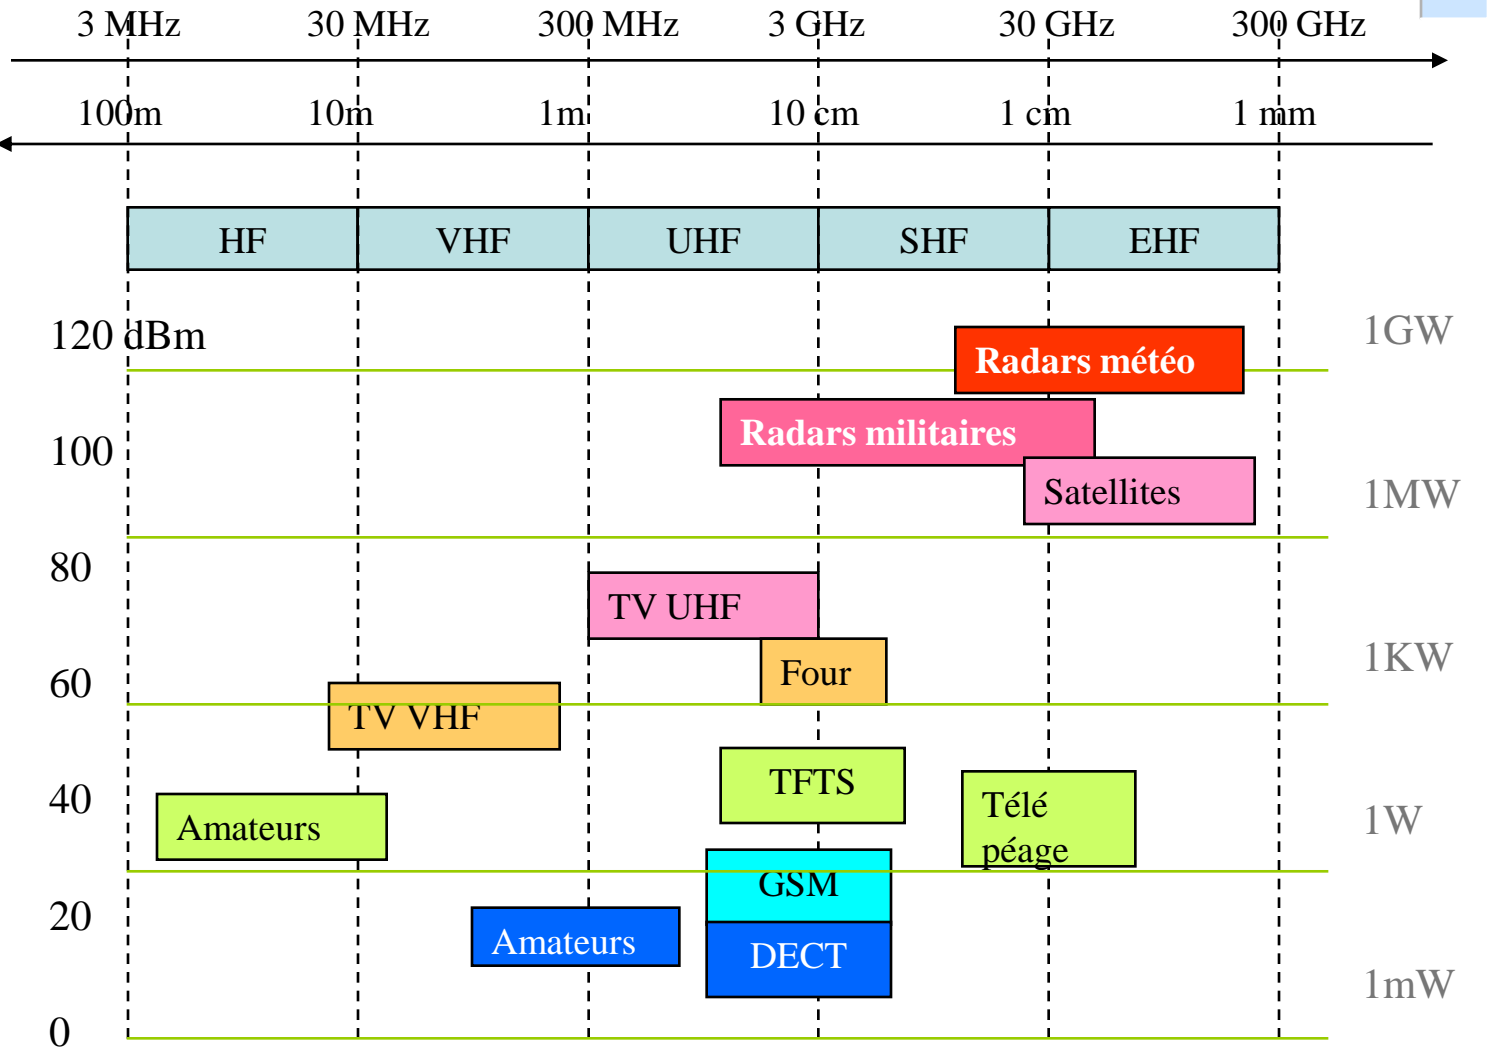 3 MHz 30 MHz 300 MHz 3 GHz 30 GHz 300 GHz
100m 10m 1m 10 cm 1 cm 1 mm
HF VHF UHF SHF EHF
120 dBm 1GW
Radars météo
Radars militaires
100
Satellites 1MW
80
TV UHF
1KW
Four
60
TV VHF
TFTS
40
Télé
péage
1W
Amateurs
GSM
20
Amateurs
DECT
1mW
0